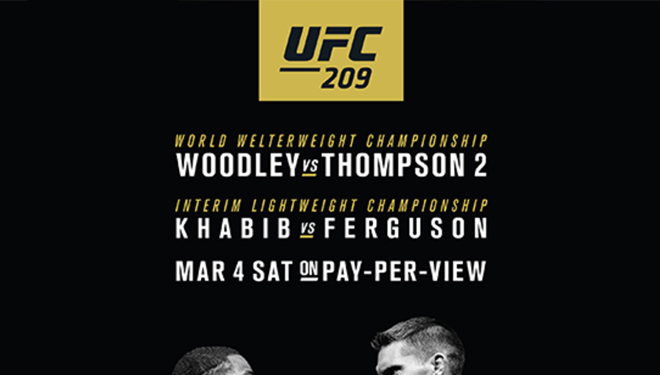 UFC
209
WORLD WELTERWEIGHT CHAMPIONSHIP
WOODLEY VS THOMPSON 2
INTERIM LIGHTWEIGHT CHAMPIONSHIP
KHABIB VS FERGUSON
MAR 4 SAT ON PAY-PER-VIEW